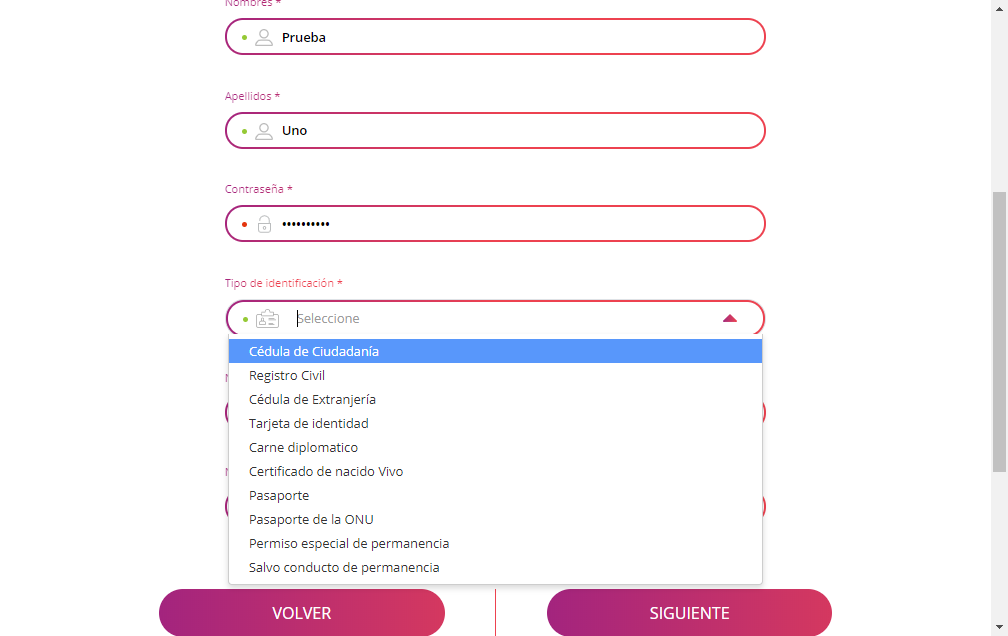 Nombres *
Prueba
Apellidos *
Uno
Contraseña *
••••••••••
Tipo de identificación *
Seleccione
Cédula de Ciudadanía
Registro Civil
Cédula de Extranjería
Tarjeta de identidad
Carne diplomatico
Certificado de nacido Vivo
Pasaporte
Pasaporte de la ONU
Permiso especial de permanencia
Salvo conducto de permanencia
VOLVER
SIGUIENTE